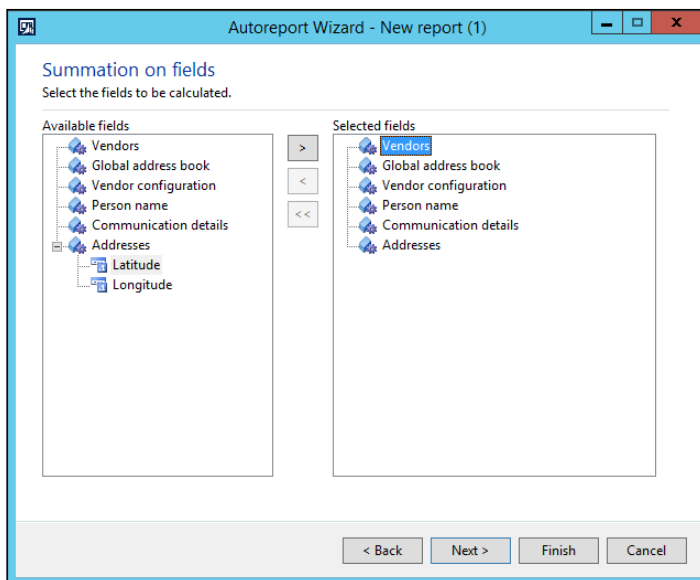 Autoreport Wizard - New report (1)
Summation on fields
Select the fields to be calculated.
Available fields
Vendors
Global address book
Vendor configuration
Person name
Communication details
Addresses
Latitude
Longitude
>
<
<<
Selected fields
Vendors
Global address book
Vendor configuration
Person name
Communication details
Addresses
< Back
Next >
Finish
Cancel